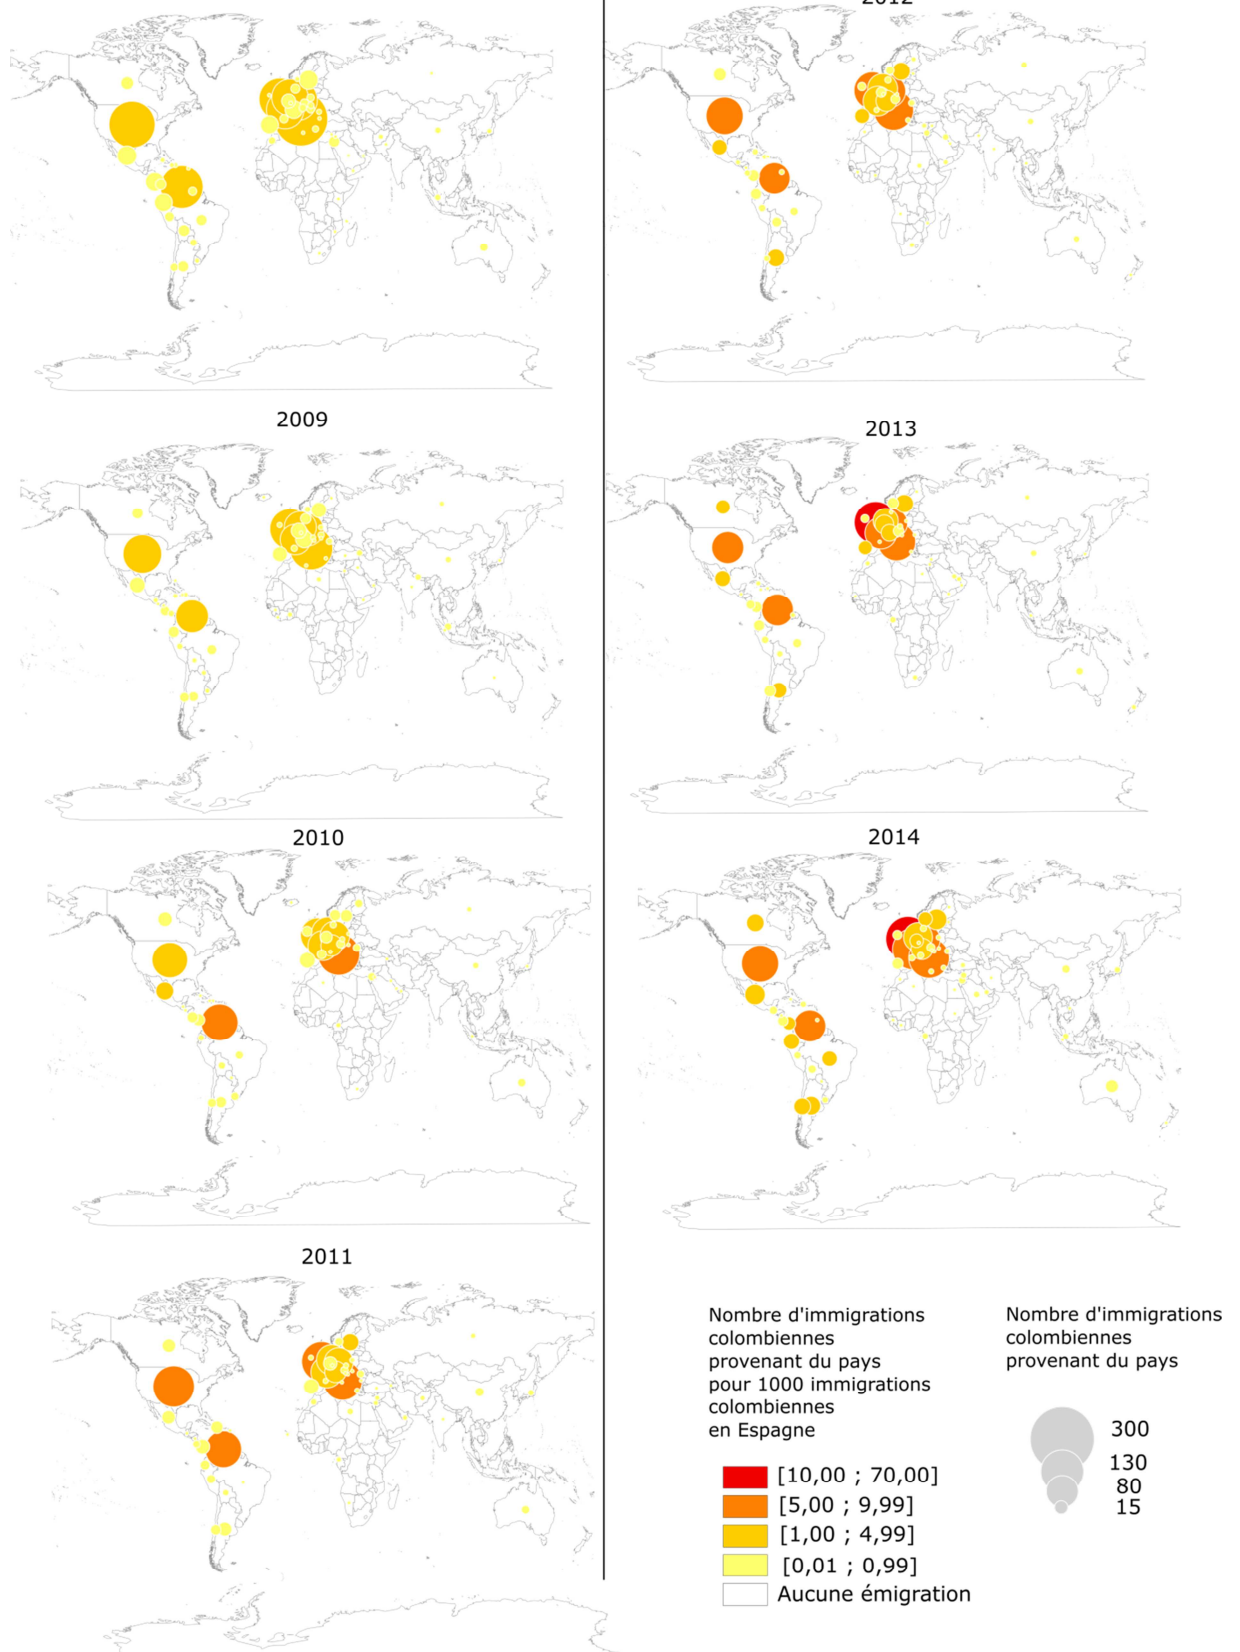 2012
2009
2013
2010
2014
2011
Nombre d'immigrations
colombiennes
provenant du pays
pour 1000 immigrations
colombiennes
en Espagne
[10,00 ; 70,00]
[5,00 ; 9,99]
[1,00 ; 4,99]
[0,01 ; 0,99]
Aucune émigration
Nombre d'immigrations
colombiennes
provenant du pays
300
130
80
15